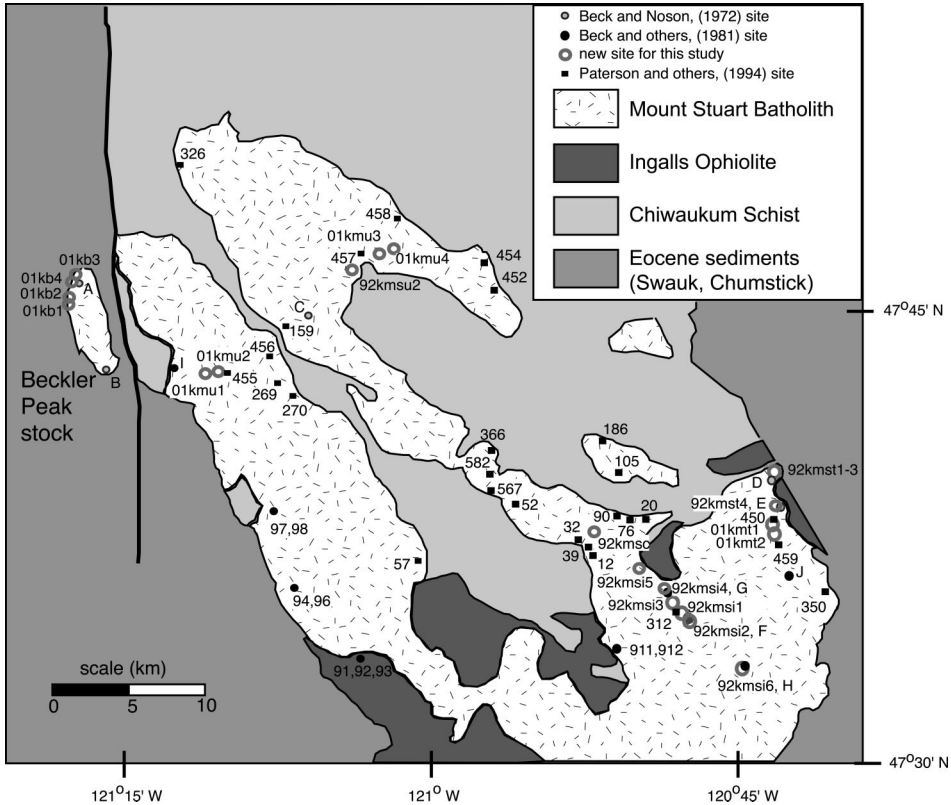 Beck and Noson, (1972) site
Beck and others, (1981) site
new site for this study
Paterson and others, (1994) site
Mount Stuart Batholith
Ingalls Ophiolite
Chiwaukum Schist
Eocene sediments
(Swauk, Chumstick)
326
458
01kmu3
457
01kmu4
92kmsu2
454
452
01kb3
01kb4
A
01kb2
01kb1
C
159
47°45' N
B
I
01kmu2
456
455
01kmu1
269
270
Beckler
Peak
stock
366
186
582
105
567
52
92kmst1-3
D
92kmst4, E
450
01kmt1
01kmt2
459
97,98
90
76
20
32
92kmsc
39
12
57
92kmsi5
J
94,96
92kmsi4, G
92kmsi3
92kmsi1
312
92kmsi2, F
350
911,912
91,92,93
92kmsi6, H
scale (km)
0 5 10
47°30' N
121°15' W
121° W
120°45' W